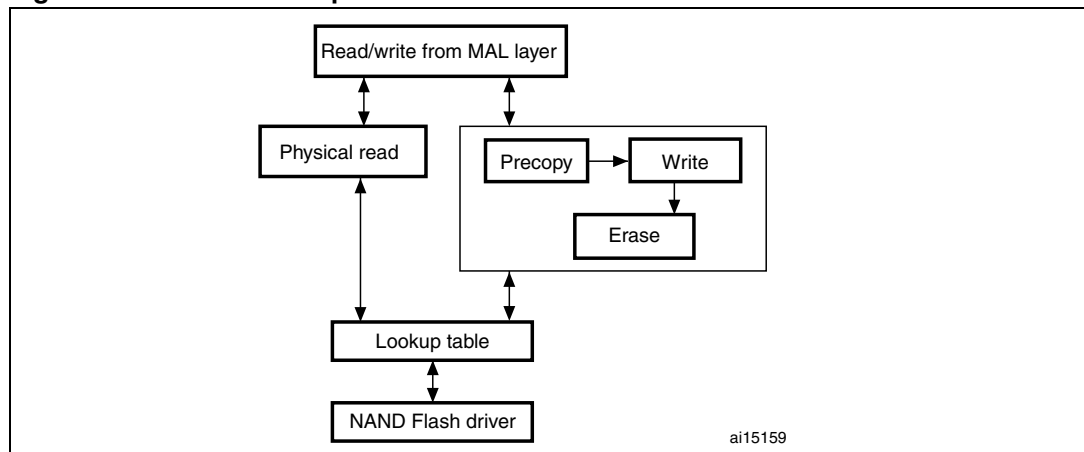 Read/write from MAL layer
Physical read
Precopy
Write
Erase
Lookup table
NAND Flash driver
ai15159